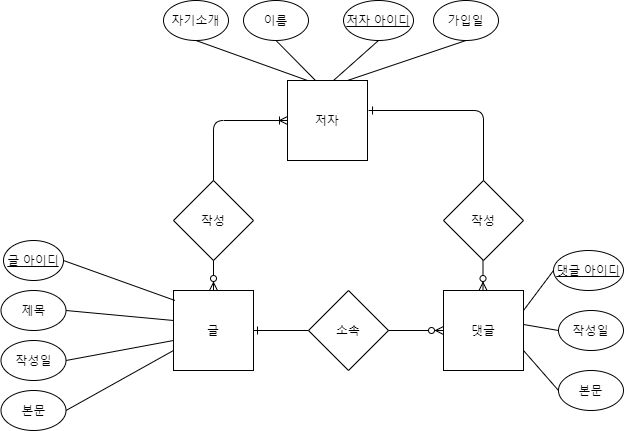 자기소개
이름
저자 아이디
가입일
저자
작성
작성
글 아이디
제목
작성일
본문
글
소속
댓글
댓글 아이디
작성일
본문